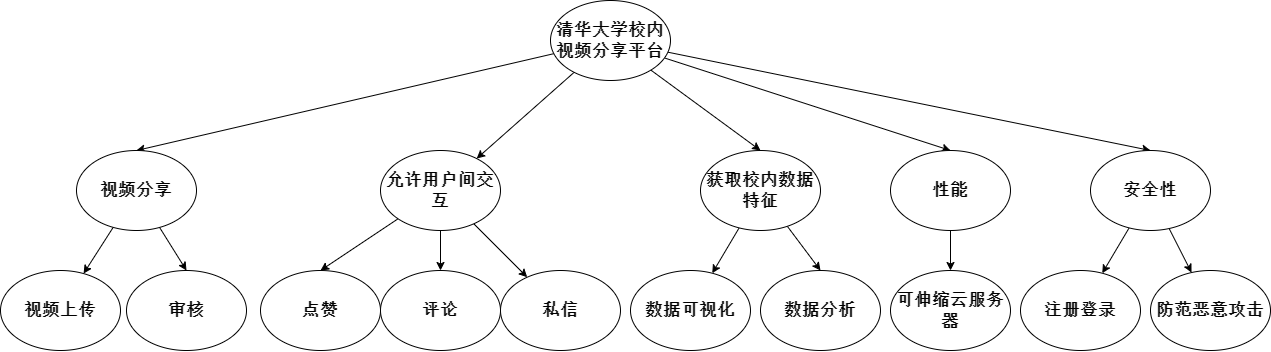 清华大学校内
视频分享平台
视频分享
允许用户间交
互
获取校内数据
特征
性能
安全性
视频上传
审核
点赞
评论
私信
数据可视化
数据分析
可伸缩云服务
器
注册登录
防范恶意攻击